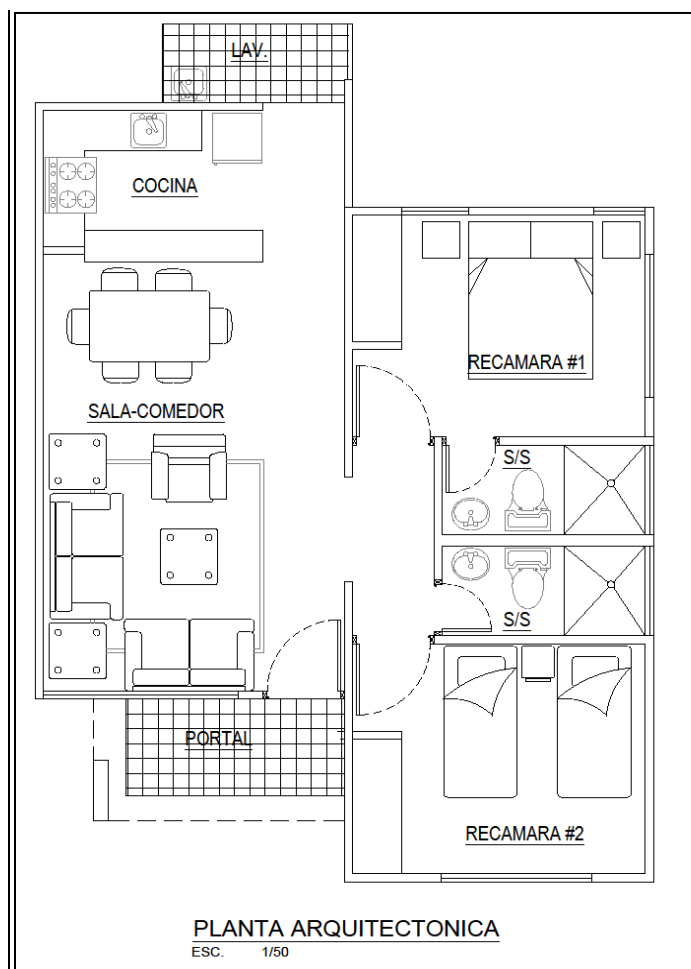 LAV.
COCINA
RECAMARA #1
SALA-COMEDOR
S/S
S/S
PORTAL
RECAMARA #2
PLANTA ARQUITECTONICA
ESC. 1/50